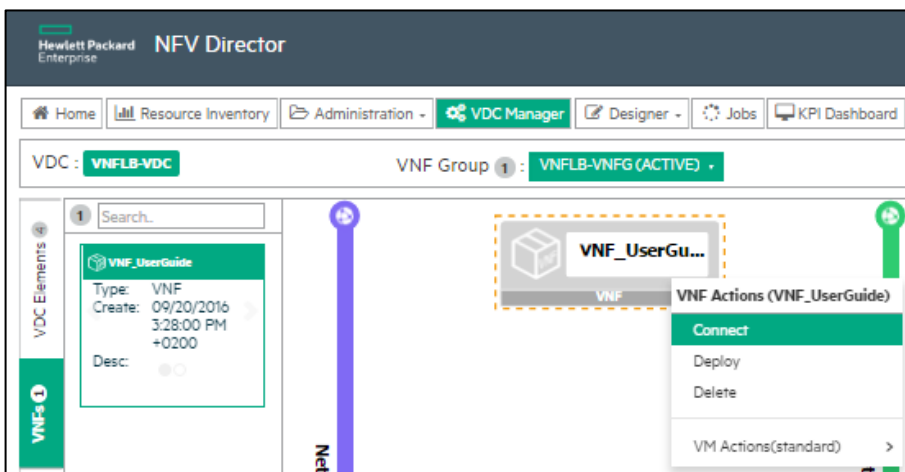 Hewlett Packard
Enterprise
NFV Director
Home Resource Inventory Administration VDC Manager Designer Jobs KPI Dashboard
VDC : VNFLB-VDC VNF Group 1 : VNFLB-VNFG (ACTIVE)
VDC Elements 4
VNFs 1
1 Search..
VNF_UserGuide
Type: VNF
Create: 09/20/2016
3:28:00 PM
+0200
Desc:
Net
VNF_UserGu...
VNF
VNF Actions (VNF_UserGuide)
Connect
Deploy
Delete
VM Actions(standard) >